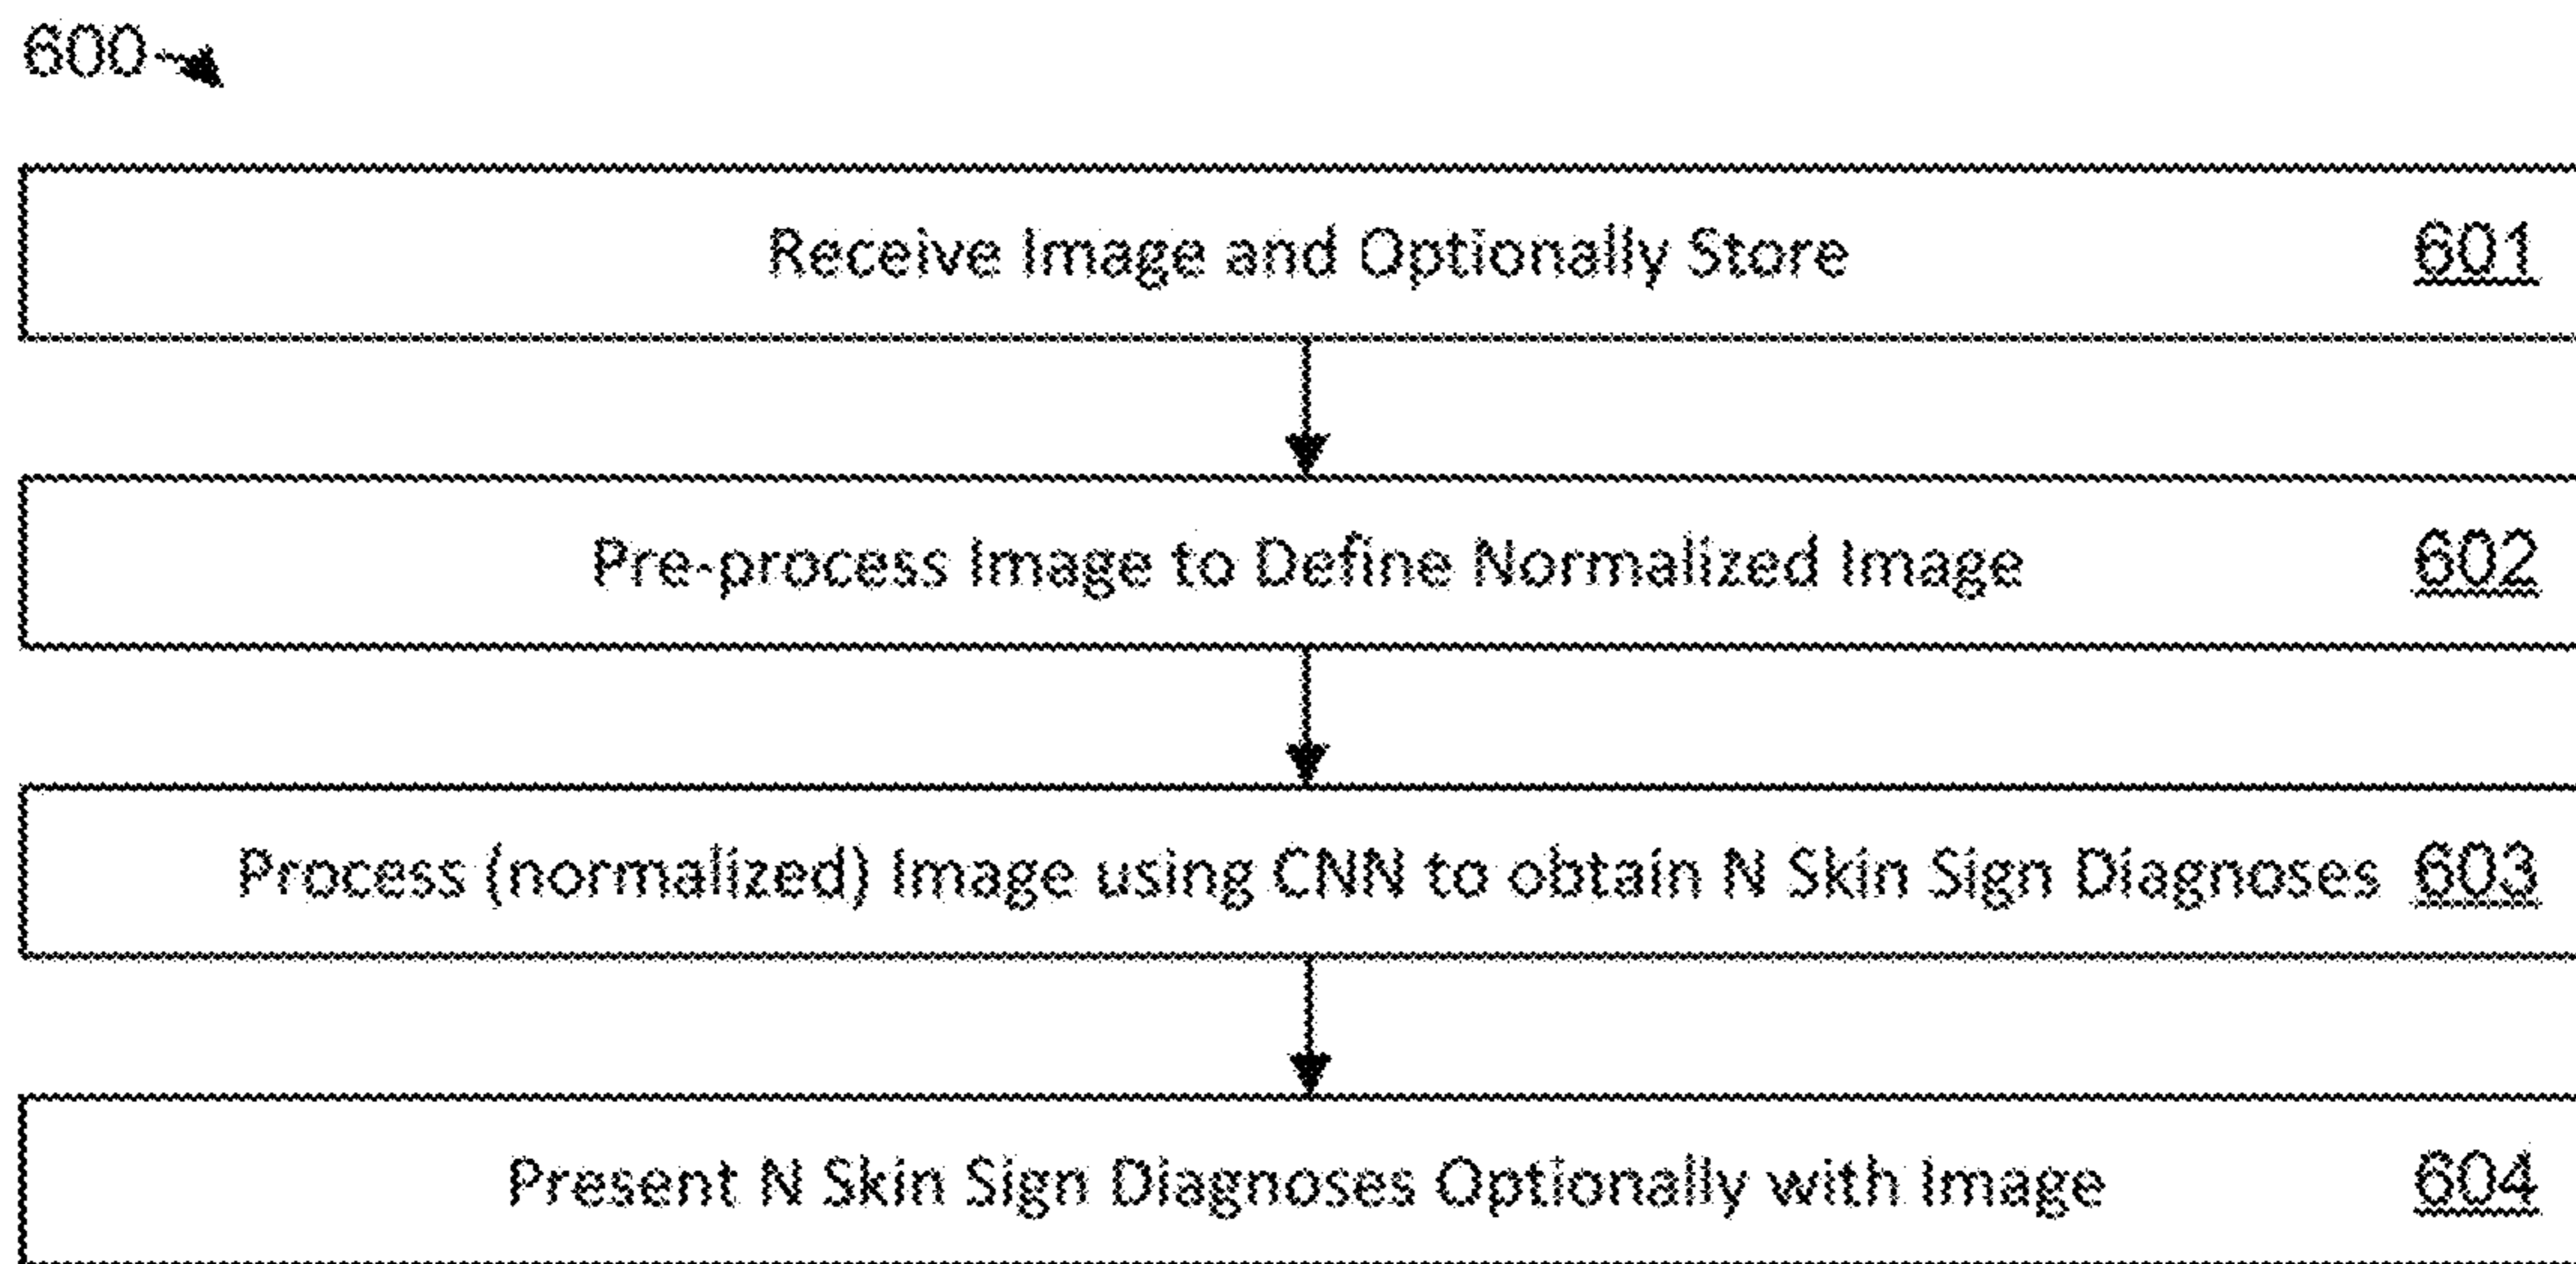 600
Receive Image and Optionally Store 601
Pre-process Image to Define Normalized Image 602
Process (normalized) Image using CNN to obtain N Skin Sign Diagnoses 603
Present N Skin Sign Diagnoses Optionally with Image 604